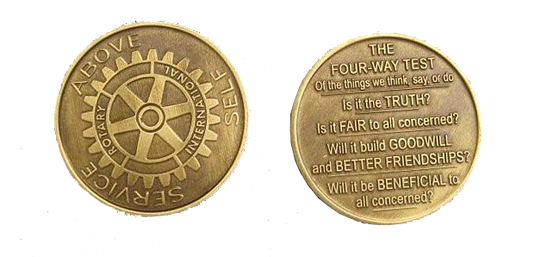 SERVICE ABOVE SELF
ROTARY
INTERNATIONAL
THE
FOUR-WAY TEST
Of the things we think, say, or do
Is it the TRUTH?
Is it FAIR to all concerned?
Will it build GOODWILL
and BETTER FRIENDSHIPS?
Will it be BENEFICIAL to
all concerned?